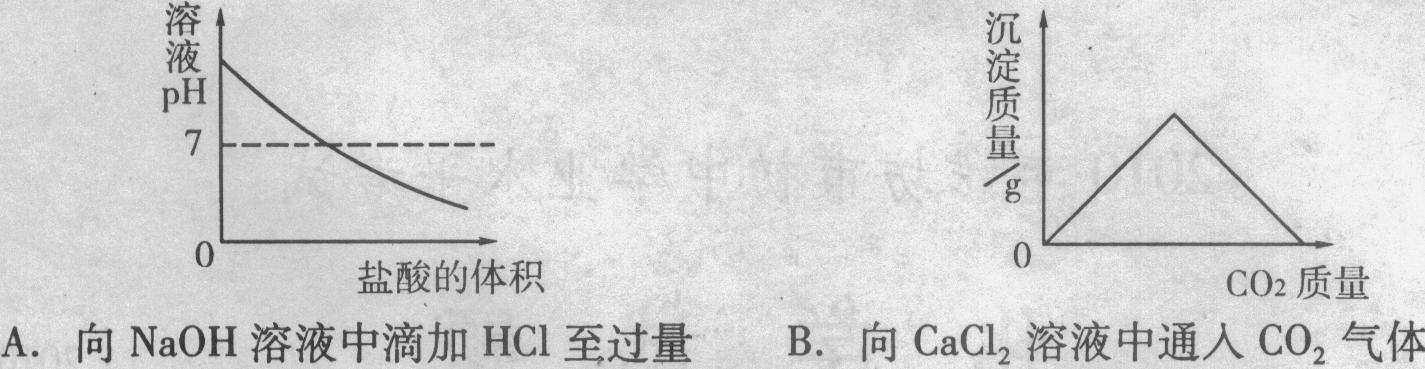 溶液pH
7
0
盐酸的体积
A. 向 NaOH 溶液中滴加 HCl 至过量
沉淀质量/g
0
CO2 质量
B. 向 CaCl₂ 溶液中通入 CO₂ 气体